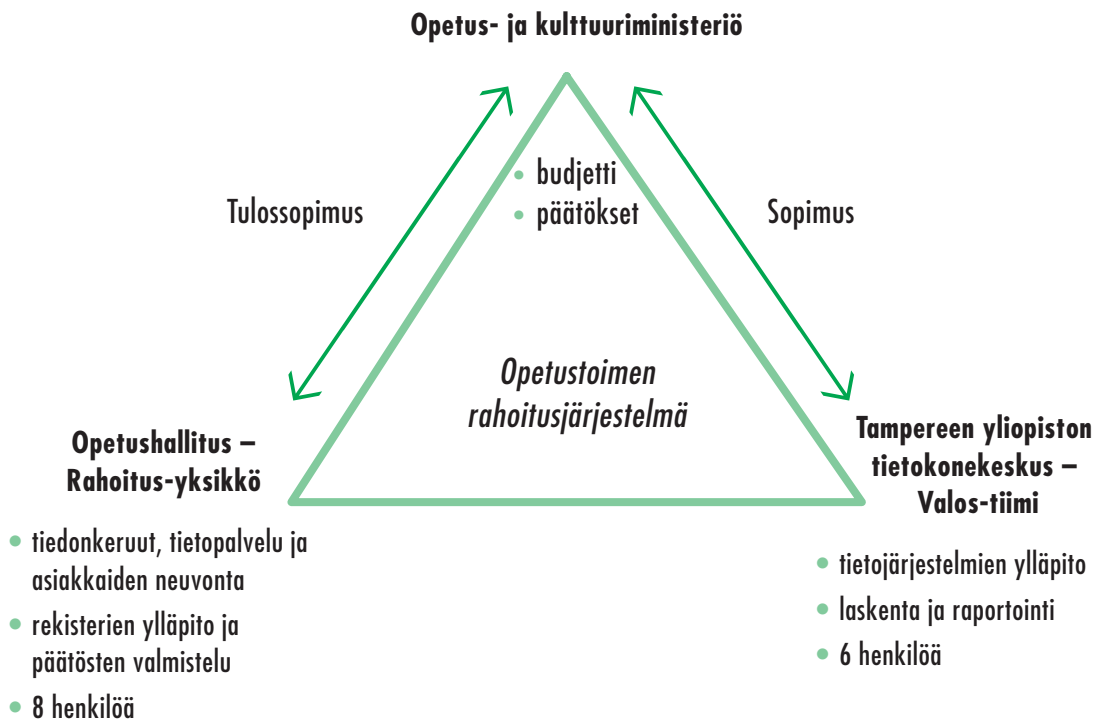 Opetus- ja kulttuuriministeriö
• budjetti
• päätökset
Tulossopimus
Sopimus
Opetustoimen
rahoitusjärjestelmä
Opetushallitus –
Rahoitus-yksikkö
• tiedonkeruut, tietopalvelu ja
asiakkaiden neuvonta
• rekisterien ylläpito ja
päätösten valmistelu
• 8 henkilöä
Tampereen yliopiston
tietokonekeskus –
Valos-tiimi
• tietojärjestelmien ylläpito
• laskenta ja raportointi
• 6 henkilöä